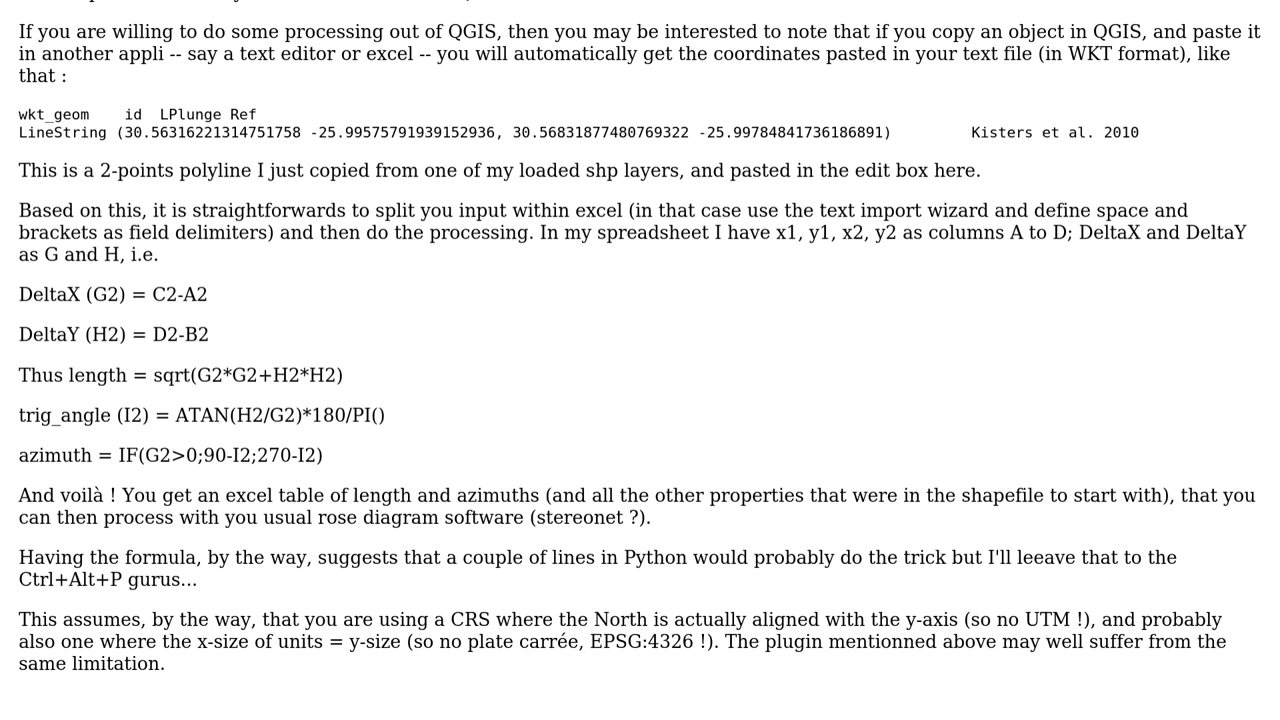 If you are willing to do some processing out of QGIS, then you may be interested to note that if you copy an object in QGIS, and paste it
in another appli -- say a text editor or excel -- you will automatically get the coordinates pasted in your text file (in WKT format), like
that :
wkt_geom    id  LPlunge Ref
LineString (30.56316221314751758 -25.99575791939152936, 30.56831877480769322 -25.99784841736186891)         Kisters et al. 2010
This is a 2-points polyline I just copied from one of my loaded shp layers, and pasted in the edit box here.
Based on this, it is straightforwards to split you input within excel (in that case use the text import wizard and define space and
brackets as field delimiters) and then do the processing. In my spreadsheet I have x1, y1, x2, y2 as columns A to D; DeltaX and DeltaY
as G and H, i.e.
DeltaX (G2) = C2-A2
DeltaY (H2) = D2-B2
Thus length = sqrt(G2*G2+H2*H2)
trig_angle (I2) = ATAN(H2/G2)*180/PI()
azimuth = IF(G2>0;90-I2;270-I2)
And voilà ! You get an excel table of length and azimuths (and all the other properties that were in the shapefile to start with), that you
can then process with you usual rose diagram software (stereonet ?).
Having the formula, by the way, suggests that a couple of lines in Python would probably do the trick but I'll leeave that to the
Ctrl+Alt+P gurus...
This assumes, by the way, that you are using a CRS where the North is actually aligned with the y-axis (so no UTM !), and probably
also one where the x-size of units = y-size (so no plate carrée, EPSG:4326 !). The plugin mentionned above may well suffer from the
same limitation.